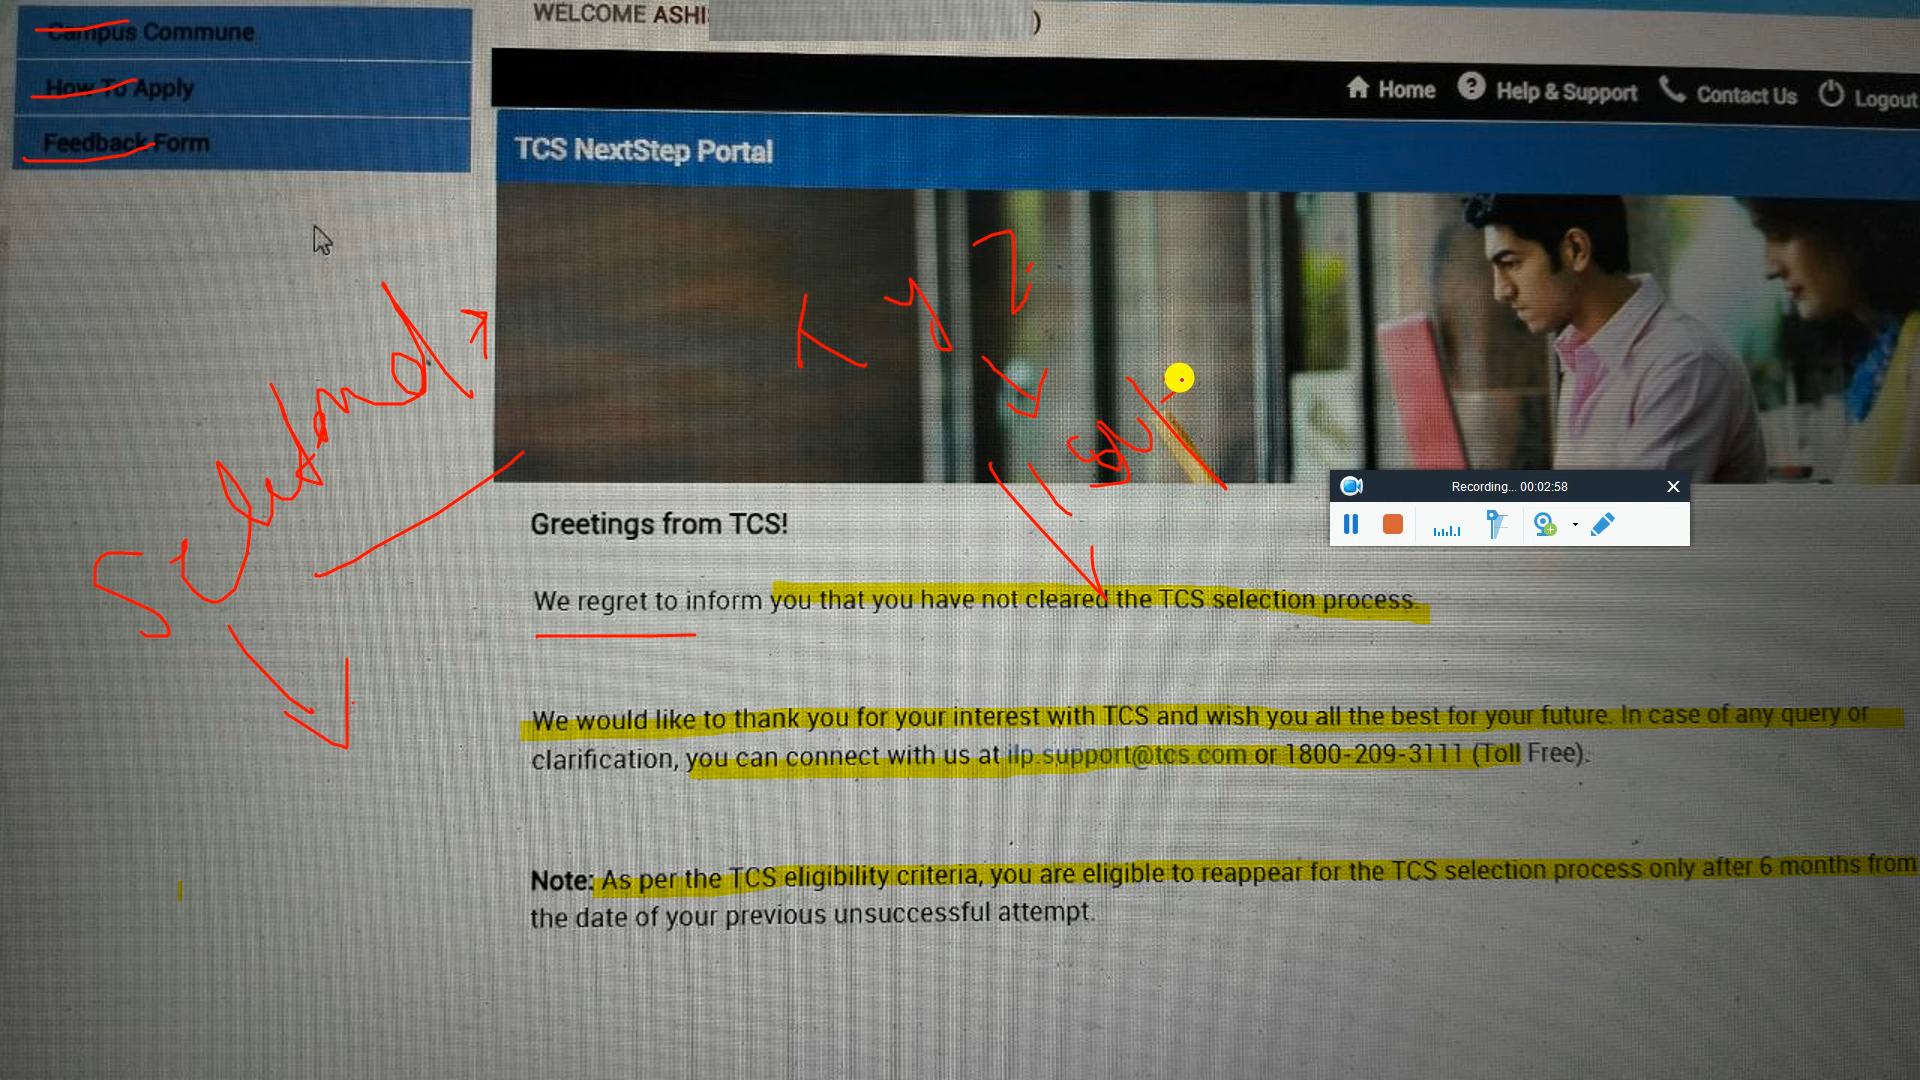 Campus Commune
How To Apply
Feedback Form
WELCOME ASHI
)
Home
Help & Support
Contact Us
Logout
TCS NextStep Portal
Recording... 00:02:58
Greetings from TCS!
We regret to inform you that you have not cleared the TCS selection process.
We would like to thank you for your interest with TCS and wish you all the best for your future. In case of any query or
clarification, you can connect with us at ilp.support@tcs.com or 1800-209-3111 (Toll Free).
Note: As per the TCS eligibility criteria, you are eligible to reappear for the TCS selection process only after 6 months from
the date of your previous unsuccessful attempt.